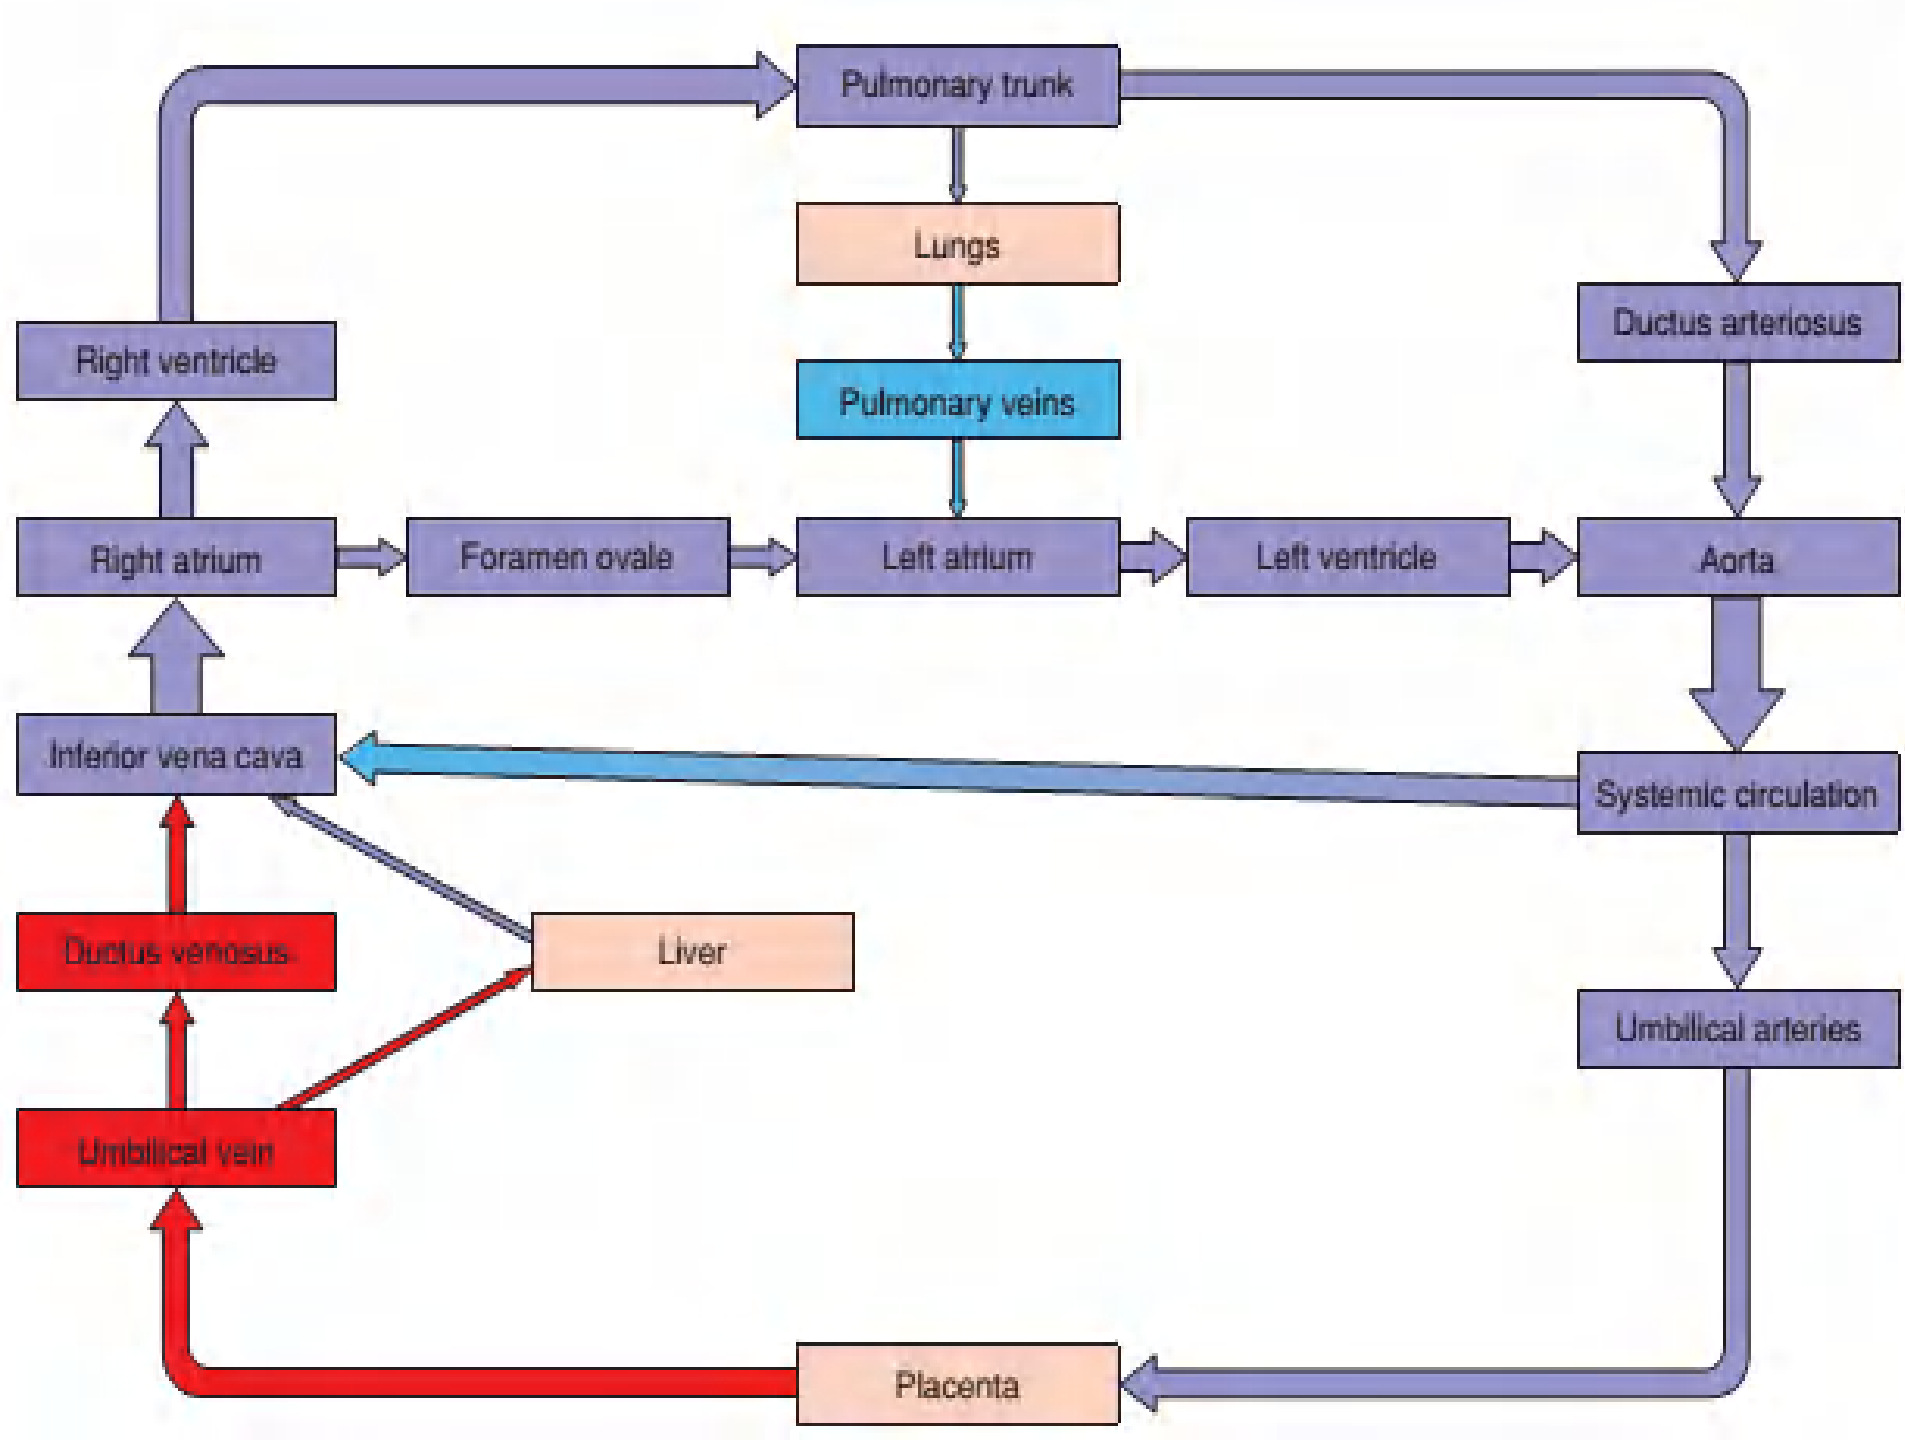 Pulmonary trunk
Lungs
Ductus arteriosus
Right ventricle
Pulmonary veins
Right atrium
Foramen ovale
Left atrium
Left ventricle
Aorta
Inferior vena cava
Systemic circulation
Ductus venosus
Liver
Umbilical arteries
Umbilical vein
Placenta